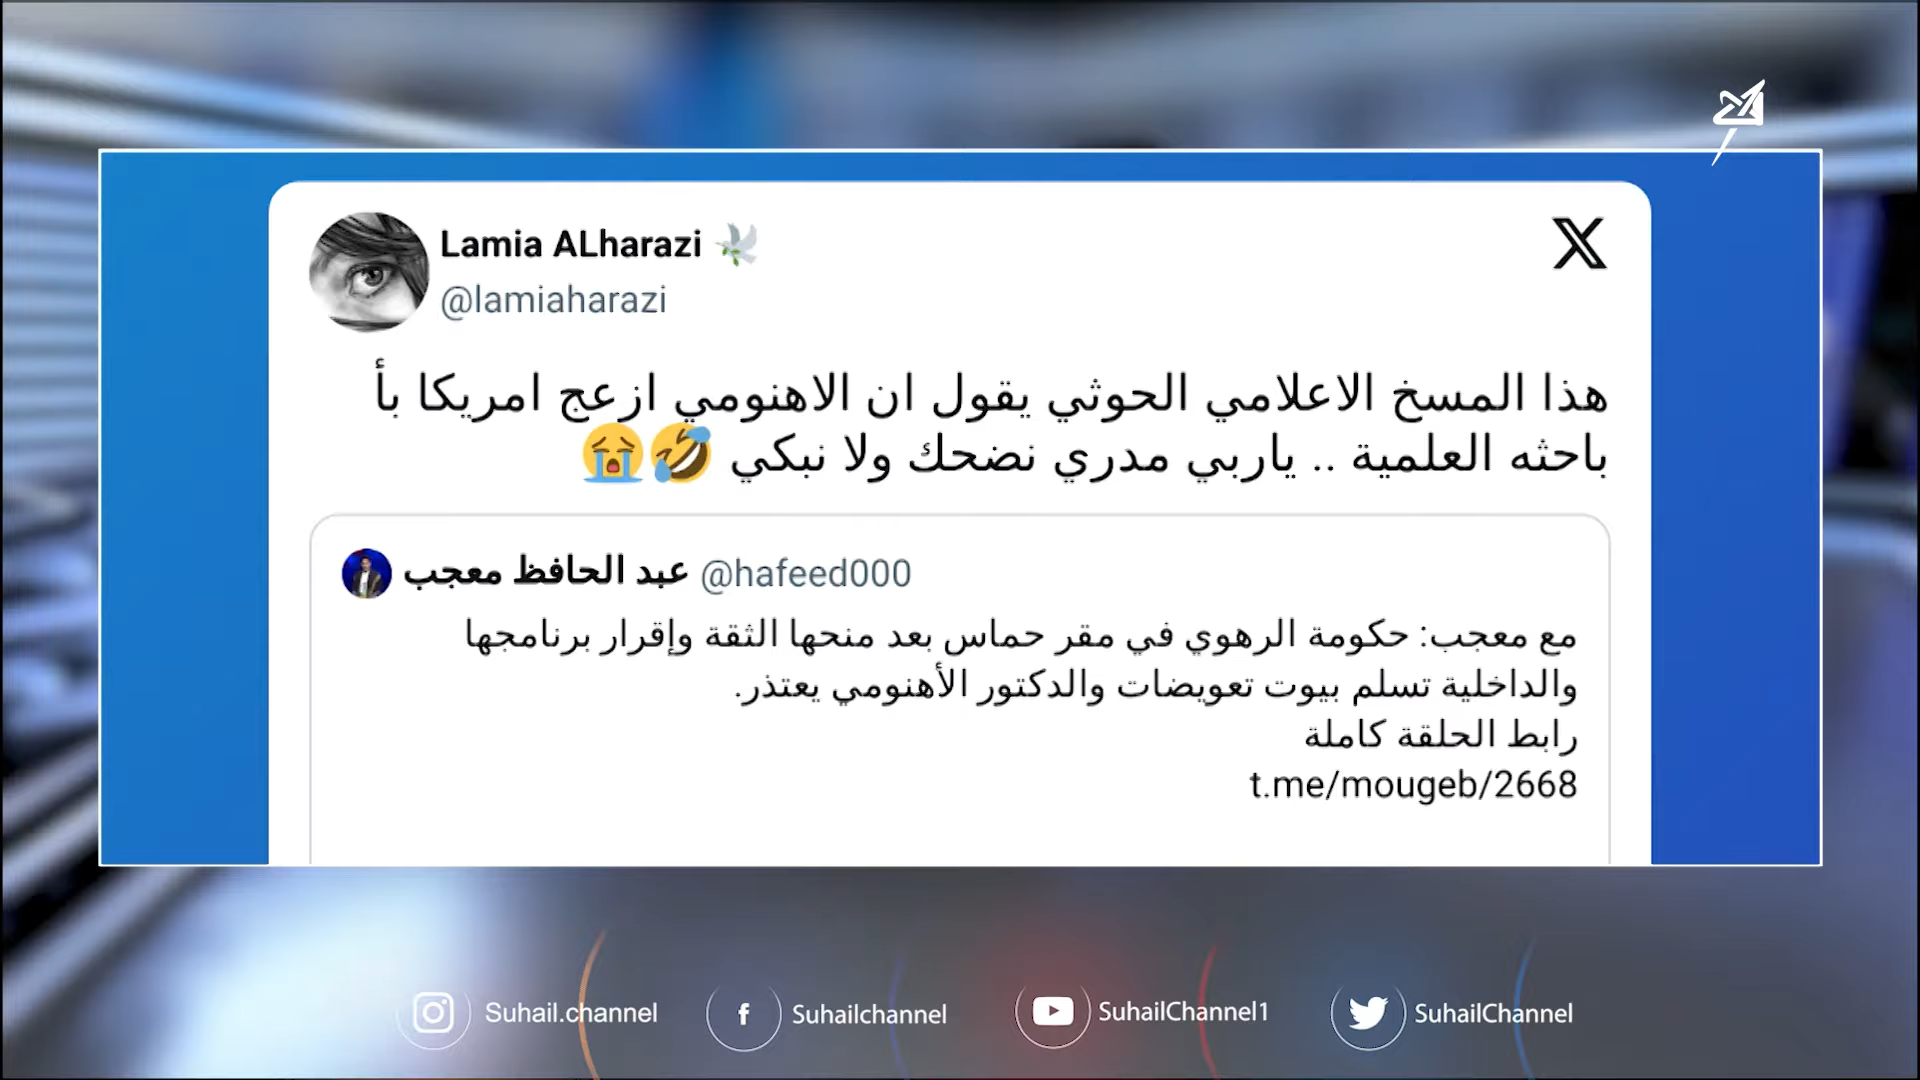 Lamia ALharazi 🕊
@lamiaharazi
هذا المسخ الاعلامي الحوثي يقول ان الاهنومي ازعج امريكا بأ
باحثه العلمية .. ياربي مدري نضحك ولا نبكي 🤣😭
عبد الحافظ معجب @hafeed000
مع معجب: حكومة الرهوي في مقر حماس بعد منحها الثقة وإقرار برنامجها
والداخلية تسلم بيوت تعويضات والدكتور الأهنومي يعتذر.
رابط الحلقة كاملة
t.me/mougeb/2668
Suhail.channel
Suhailchannel
SuhailChannel1
SuhailChannel